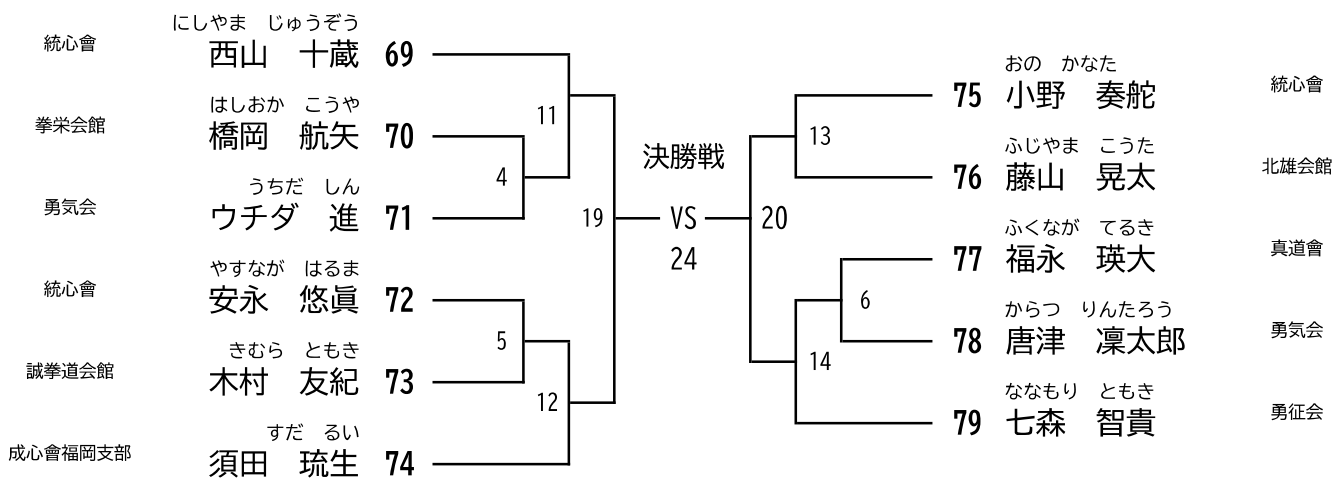 にしやま　じゅうぞう
統心會　西山　十蔵　69
はしおか　こうや
拳栄会館　橋岡　航矢　70
うちだ　しん
勇気会　ウチダ　進　71
やすなが　はるま
統心會　安永　悠眞　72
きむら　ともき
誠拳道会館　木村　友紀　73
すだ　るい
成心會福岡支部　須田　琉生　74
11
4
19
5
12
決勝戦
VS
24
20
13
6
14
おの　かなた
75　小野　奏舵　統心會
ふじやま　こうた
76　藤山　晃太　北雄会館
ふくなが　てるき
77　福永　瑛大　真道會
からつ　りんたろう
78　唐津　凜太郎　勇気会
ななもり　ともき
79　七森　智貴　勇征会